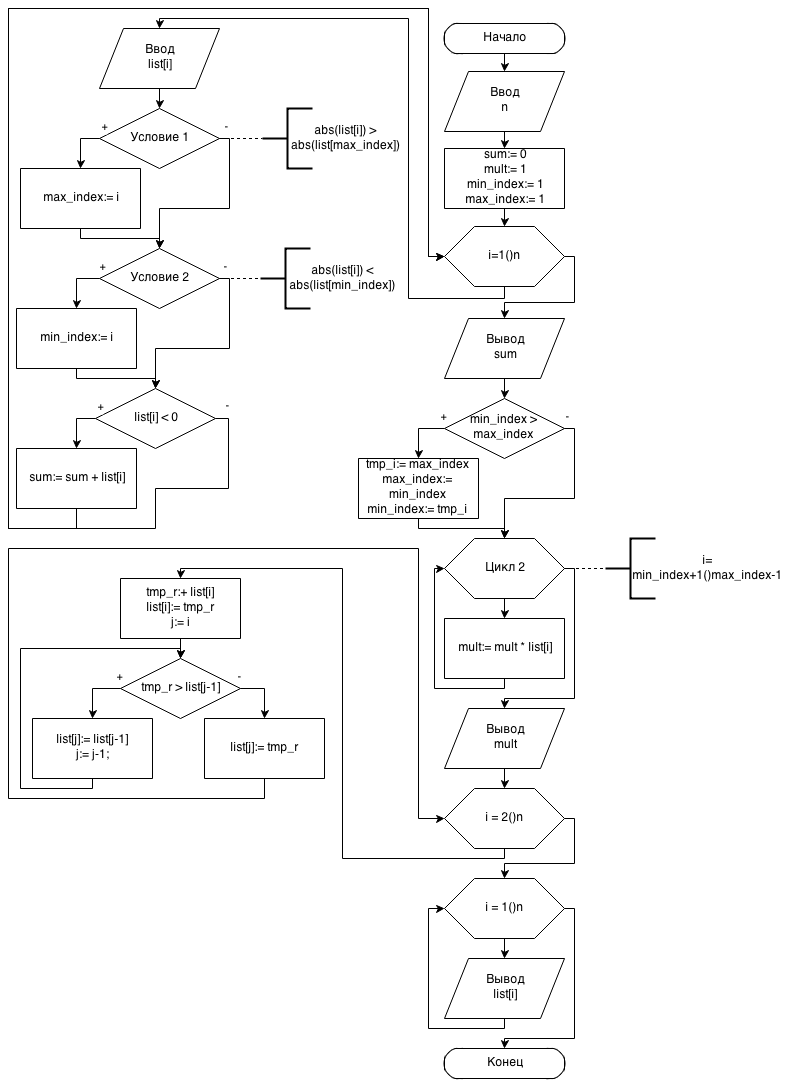 Начало
Ввод
n
sum:= 0
mult:= 1
min_index:= 1
max_index:= 1
i=1()n
Ввод
list[i]
Условие 1
+
-
abs(list[i]) >
abs(list[max_index])
max_index:= i
Условие 2
+
-
abs(list[i]) <
abs(list[min_index])
min_index:= i
list[i] < 0
+
-
sum:= sum + list[i]
Вывод
sum
min_index >
max_index
+
-
tmp_i:= max_index
max_index:=
min_index
min_index:= tmp_i
Цикл 2
i=
min_index+1()max_index-1
mult:= mult * list[i]
Вывод
mult
i = 2()n
tmp_r:+ list[i]
list[i]:= tmp_r
j:= i
tmp_r > list[j-1]
+
-
list[j]:= list[j-1]
j:= j-1;
list[j]:= tmp_r
i = 1()n
Вывод
list[i]
Конец